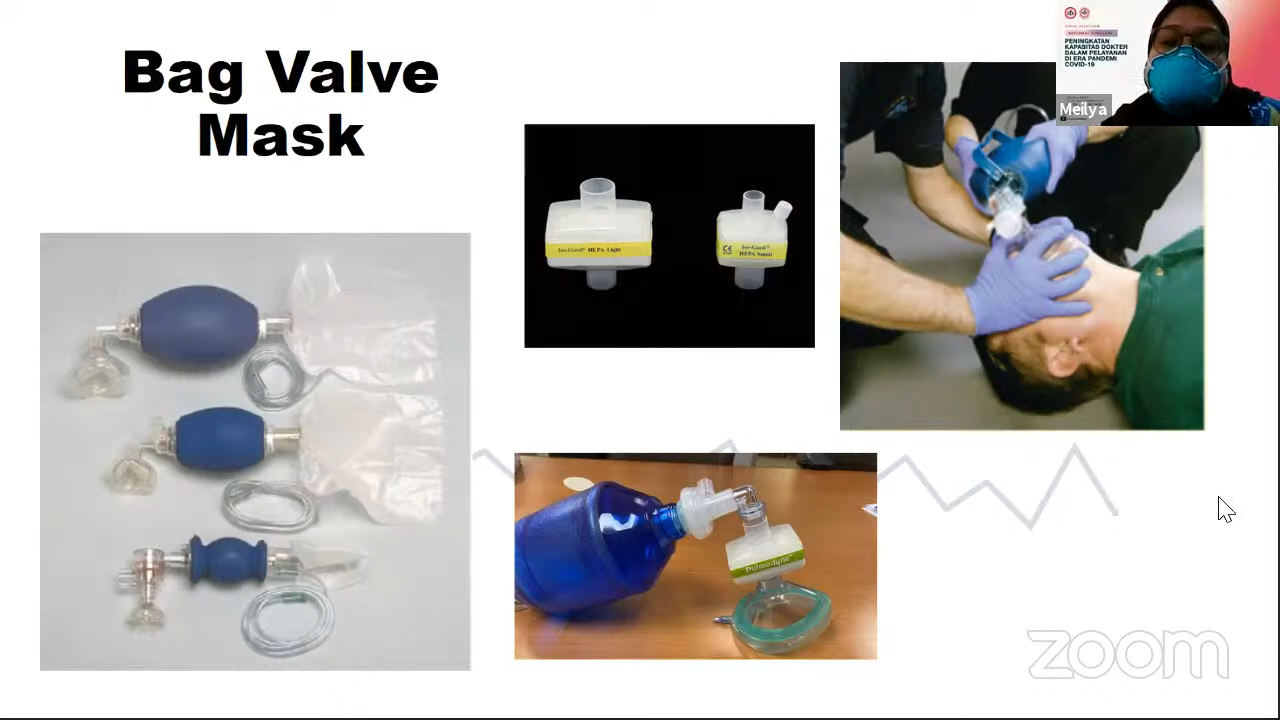 Bag Valve
Mask
Iso-Gard® HEPA Light
CE
Iso-Gard®
HEPA Small
Pulmodyne
PENINGKATAN
KAPASITAS DOKTER
DALAM PELAYANAN
DI ERA PANDEMI
COVID-19
Meilya
zoom